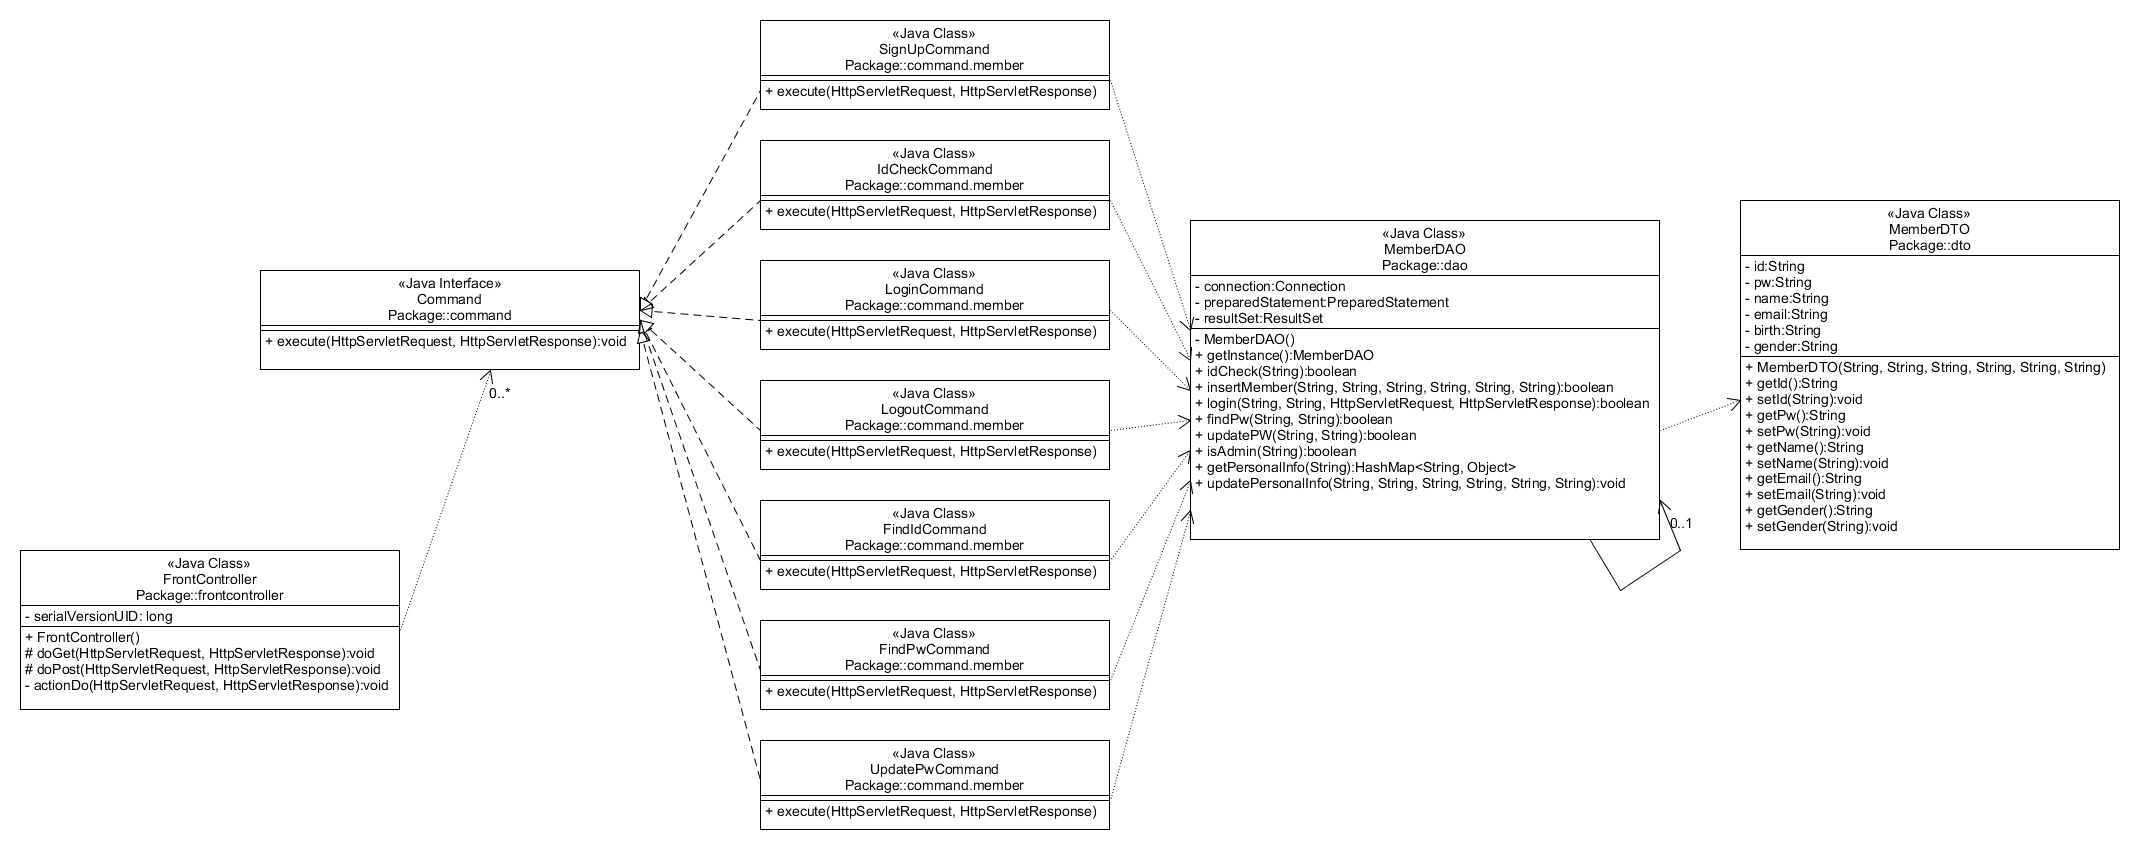 «Java Class»
SignUpCommand
Package::command.member
+ execute(HttpServletRequest, HttpServletResponse)
«Java Class»
IdCheckCommand
Package::command.member
+ execute(HttpServletRequest, HttpServletResponse)
«Java Class»
LoginCommand
Package::command.member
+ execute(HttpServletRequest, HttpServletResponse)
«Java Class»
LogoutCommand
Package::command.member
+ execute(HttpServletRequest, HttpServletResponse)
«Java Class»
FindIdCommand
Package::command.member
+ execute(HttpServletRequest, HttpServletResponse)
«Java Class»
FindPwCommand
Package::command.member
+ execute(HttpServletRequest, HttpServletResponse)
«Java Class»
UpdatePwCommand
Package::command.member
+ execute(HttpServletRequest, HttpServletResponse)
«Java Interface»
Command
Package::command
+ execute(HttpServletRequest, HttpServletResponse):void
0..*
«Java Class»
FrontController
Package::frontcontroller
- serialVersionUID: long
+ FrontController()
# doGet(HttpServletRequest, HttpServletResponse):void
# doPost(HttpServletRequest, HttpServletResponse):void
- actionDo(HttpServletRequest, HttpServletResponse):void
«Java Class»
MemberDAO
Package::dao
- connection:Connection
- preparedStatement:PreparedStatement
- resultSet:ResultSet
- MemberDAO()
+ getInstance():MemberDAO
+ idCheck(String):boolean
+ insertMember(String, String, String, String, String, String):boolean
+ login(String, String, HttpServletRequest, HttpServletResponse):boolean
+ findPw(String, String):boolean
+ updatePW(String, String):boolean
+ isAdmin(String):boolean
+ getPersonalInfo(String):HashMap<String, Object>
+ updatePersonalInfo(String, String, String, String, String, String):void
0..1
«Java Class»
MemberDTO
Package::dto
- id:String
- pw:String
- name:String
- email:String
- birth:String
- gender:String
+ MemberDTO(String, String, String, String, String, String)
+ getId():String
+ setId(String):void
+ getPw():String
+ setPw(String):void
+ getName():String
+ setName(String):void
+ getEmail():String
+ setEmail(String):void
+ getGender():String
+ setGender(String):void